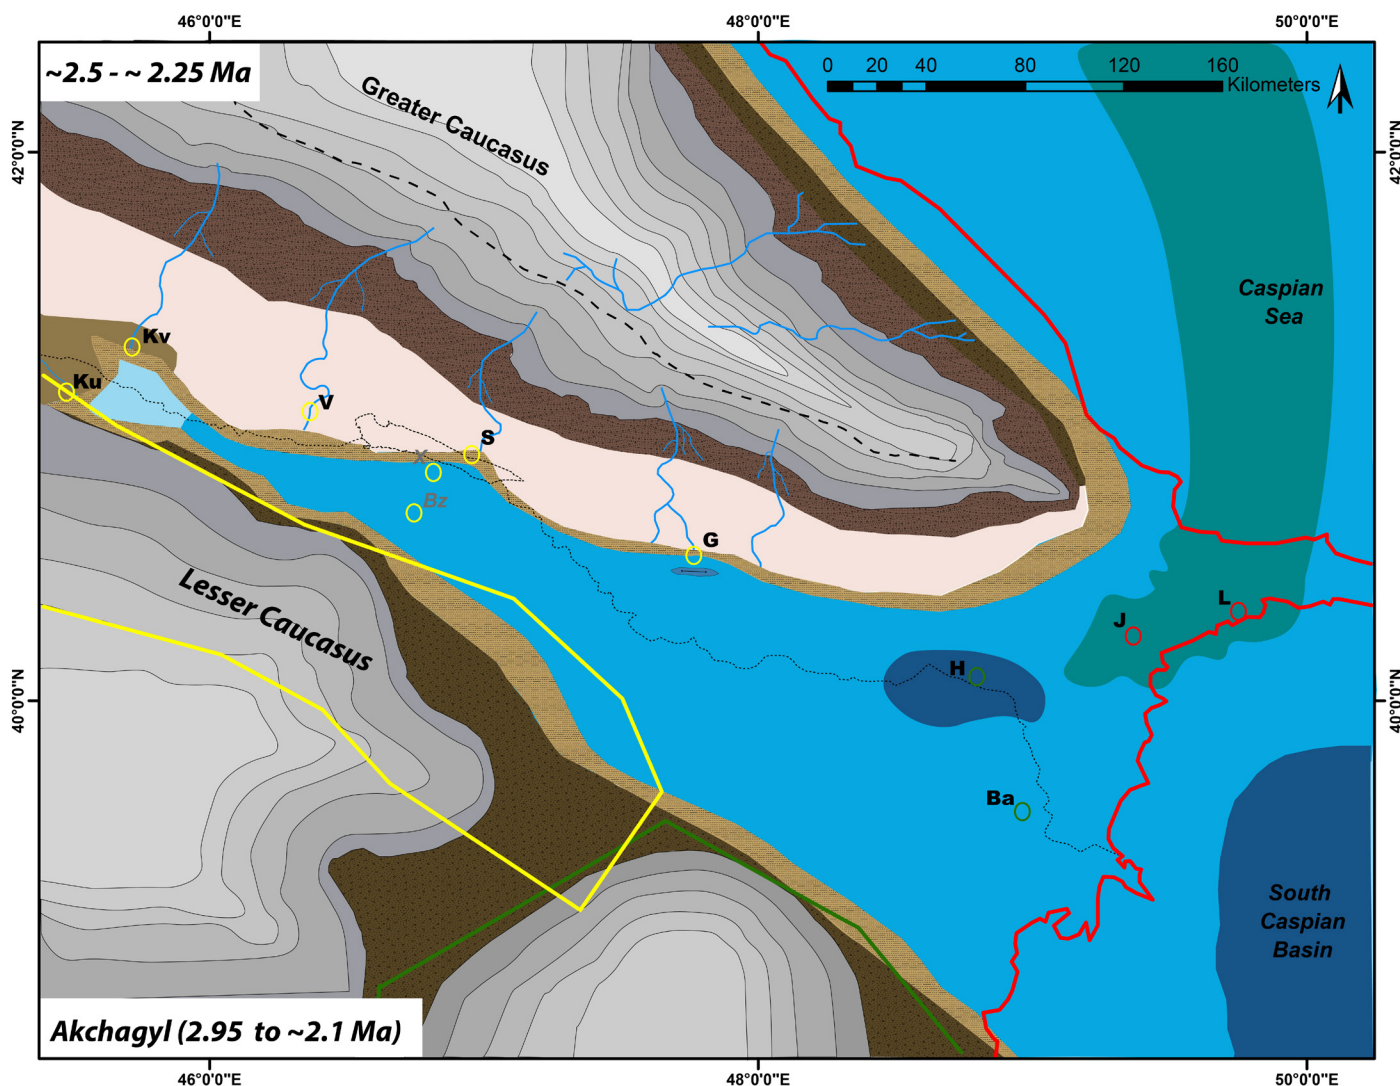 46°0'0"E
48°0'0"E
50°0'0"E
~2.5 - ~ 2.25 Ma
0
20
40
80
120
160
Kilometers
Greater Caucasus
42°0'0"N
42°0'0"N
Caspian
Sea
Kv
Ku
V
S
X
Bz
G
Lesser Caucasus
L
J
H
40°0'0"N
40°0'0"N
Ba
South
Caspian
Basin
Akchagyl (2.95 to ~2.1 Ma)
46°0'0"E
48°0'0"E
50°0'0"E